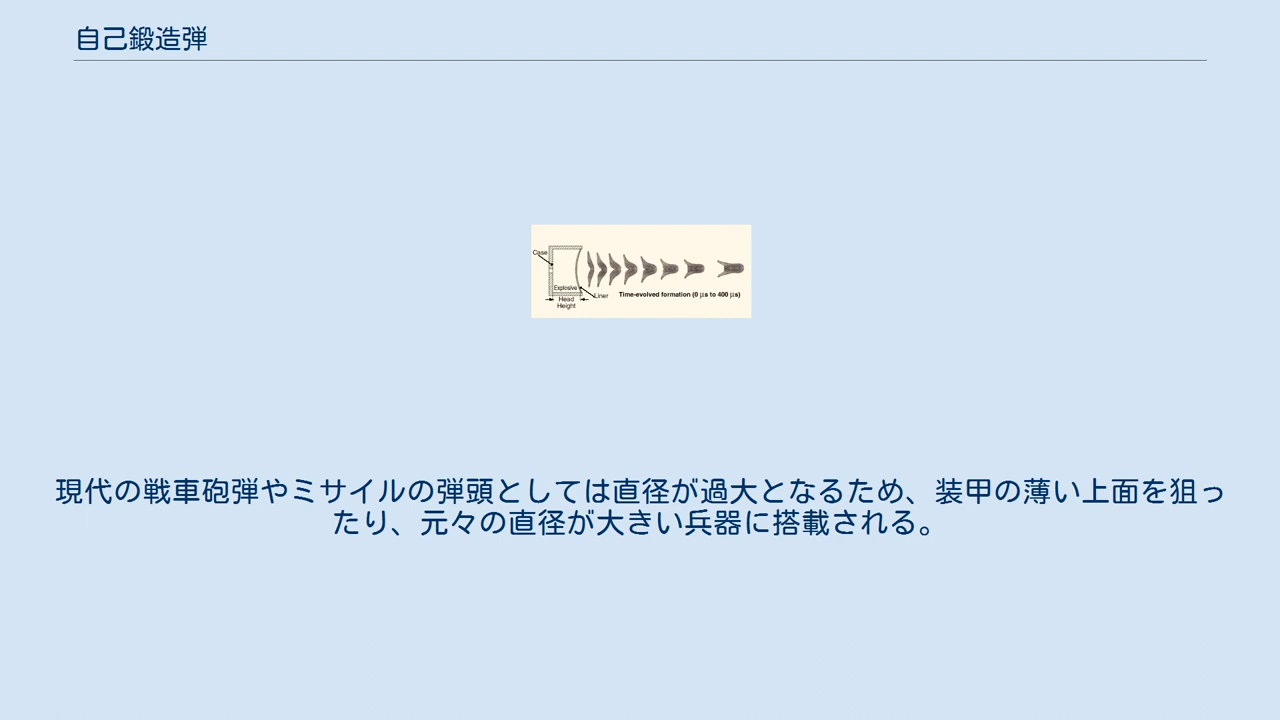 自己鍛造弾
Case
Explosive
Liner
Head
Height
Time-evolved formation (0 µs to 400 µs)
現代の戦車砲弾やミサイルの弾頭としては直径が過大となるため、装甲の薄い上面を狙っ
たり、元々の直径が大きい兵器に搭載される。